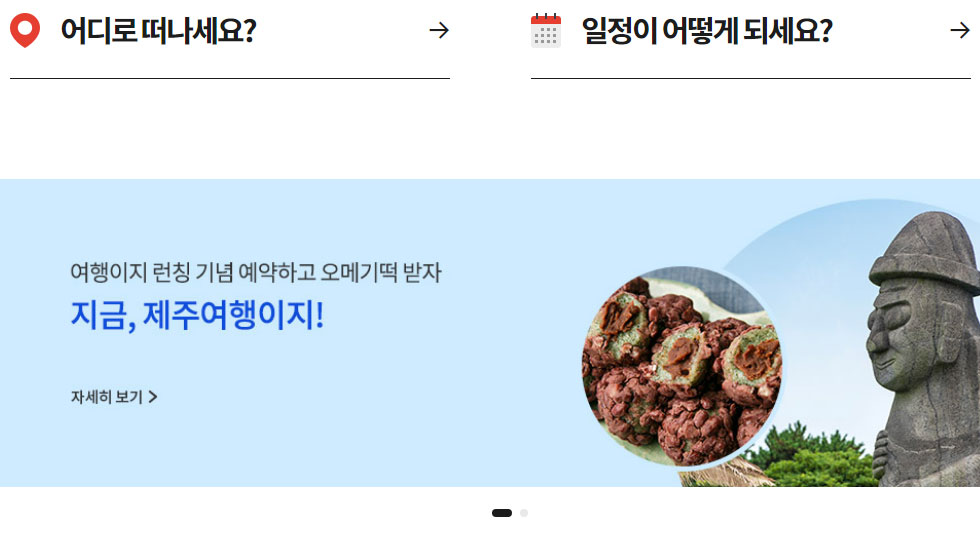 어디로 떠나세요?
일정이 어떻게 되세요?
여행이지 런칭 기념 예약하고 오메기떡 받자
지금, 제주여행이지!
자세히 보기